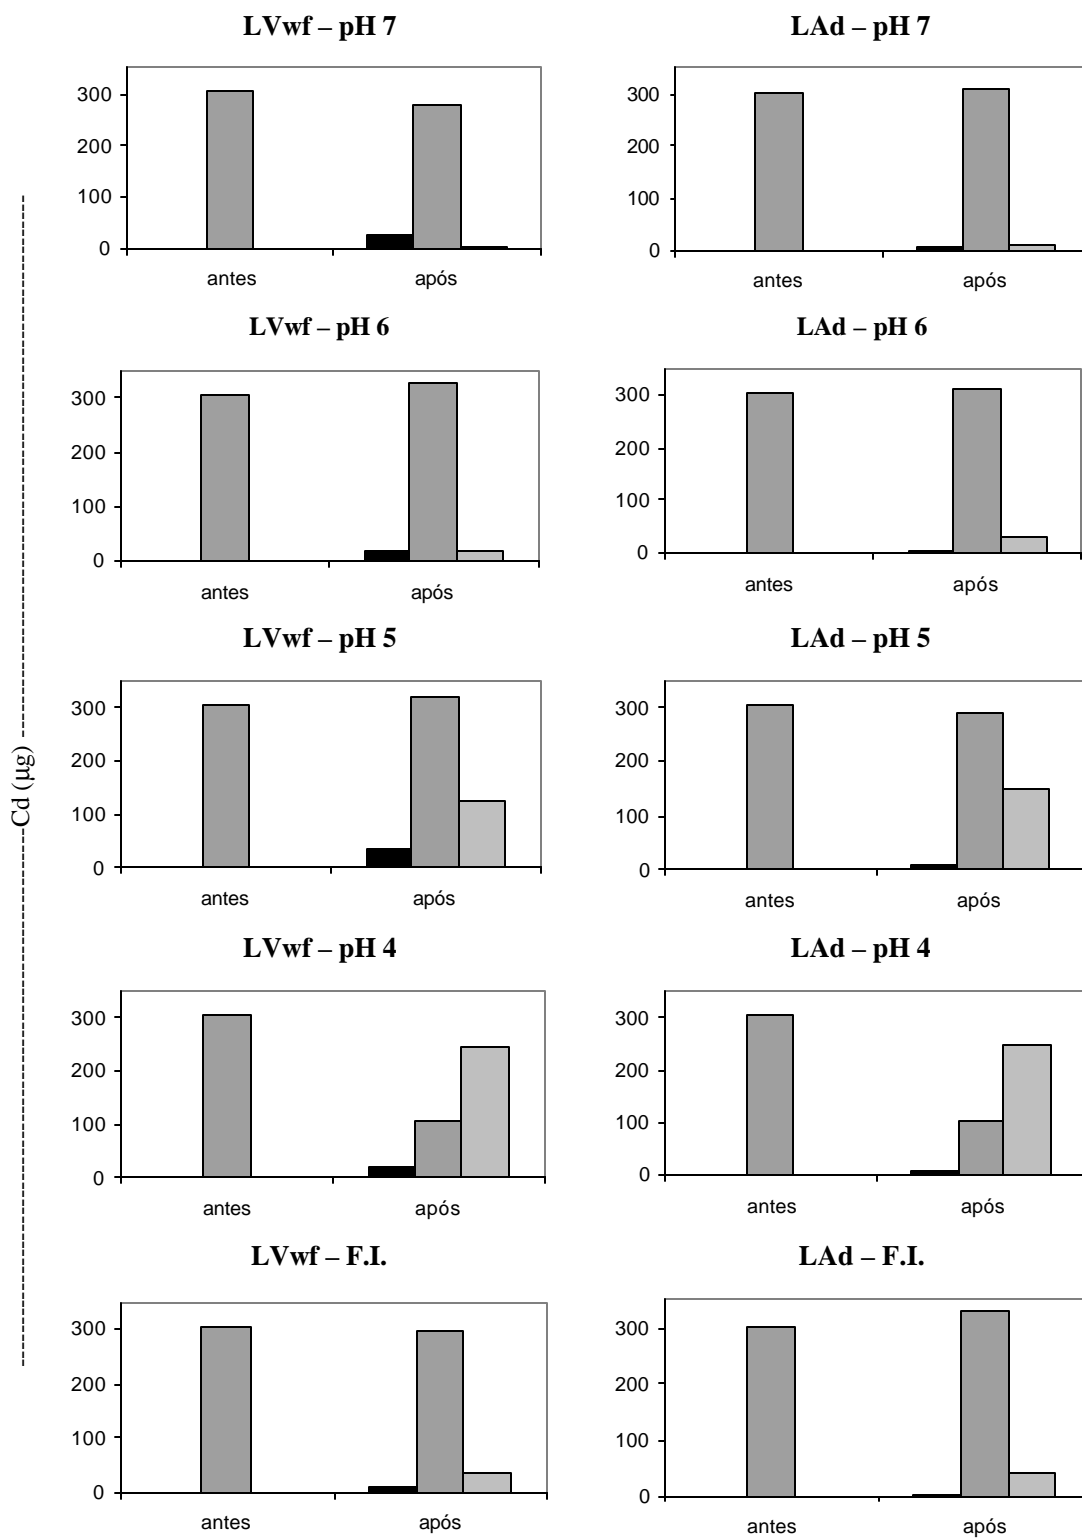 LVwf – pH 7
LAd – pH 7
300
200
100
0
antes
após
300
200
100
0
antes
após
LVwf – pH 6
LAd – pH 6
300
200
100
0
antes
após
300
200
100
0
antes
após
LVwf – pH 5
LAd – pH 5
300
200
100
0
antes
após
300
200
100
0
antes
após
Cd (µg)
LVwf – pH 4
LAd – pH 4
300
200
100
0
antes
após
300
200
100
0
antes
após
LVwf – F.I.
LAd – F.I.
300
200
100
0
antes
após
300
200
100
0
antes
após